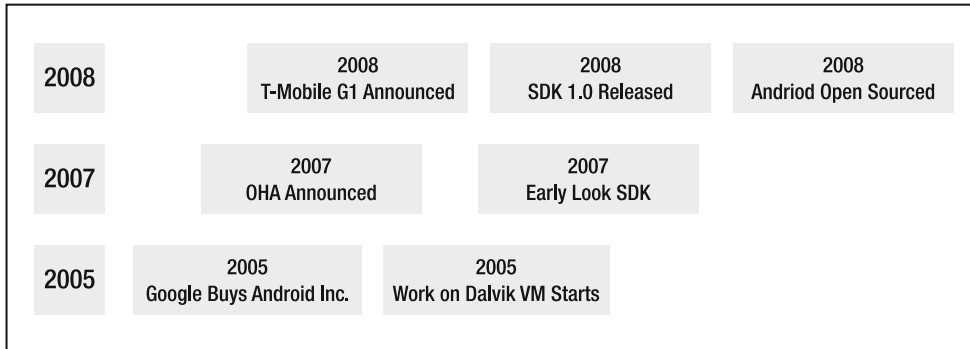 2008
2008
T-Mobile G1 Announced
2008
SDK 1.0 Released
2008
Andriod Open Sourced
2007
2007
OHA Announced
2007
Early Look SDK
2005
2005
Google Buys Android Inc.
2005
Work on Dalvik VM Starts